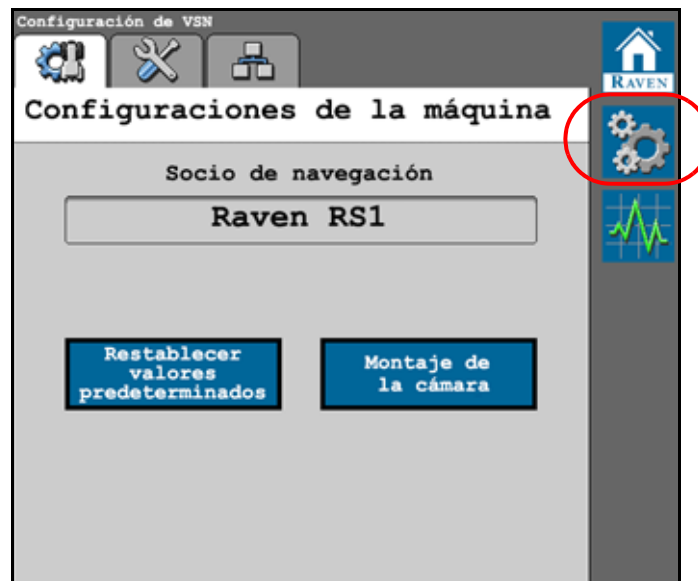 Configuración de VSN
RAVEN
Configuraciones de la máquina
Socio de navegación
Raven RS1
Restablecer
valores
predeterminados
Montaje de
la cámara